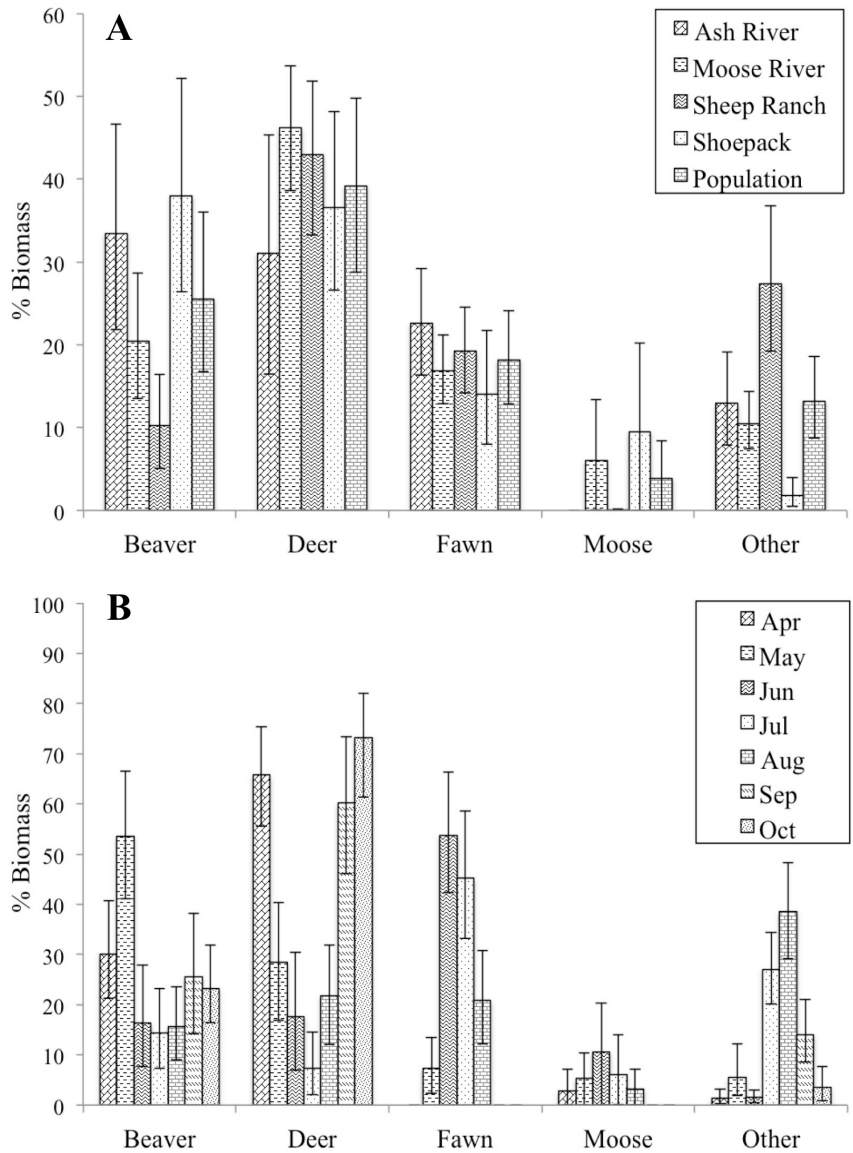 A
60
50
40
30
20
10
0
% Biomass
Ash River
Moose River
Sheep Ranch
Shoepack
Population
Beaver Deer Fawn Moose Other
B
100
90
80
70
60
50
40
30
20
10
0
% Biomass
Apr
May
Jun
Jul
Aug
Sep
Oct
Beaver Deer Fawn Moose Other